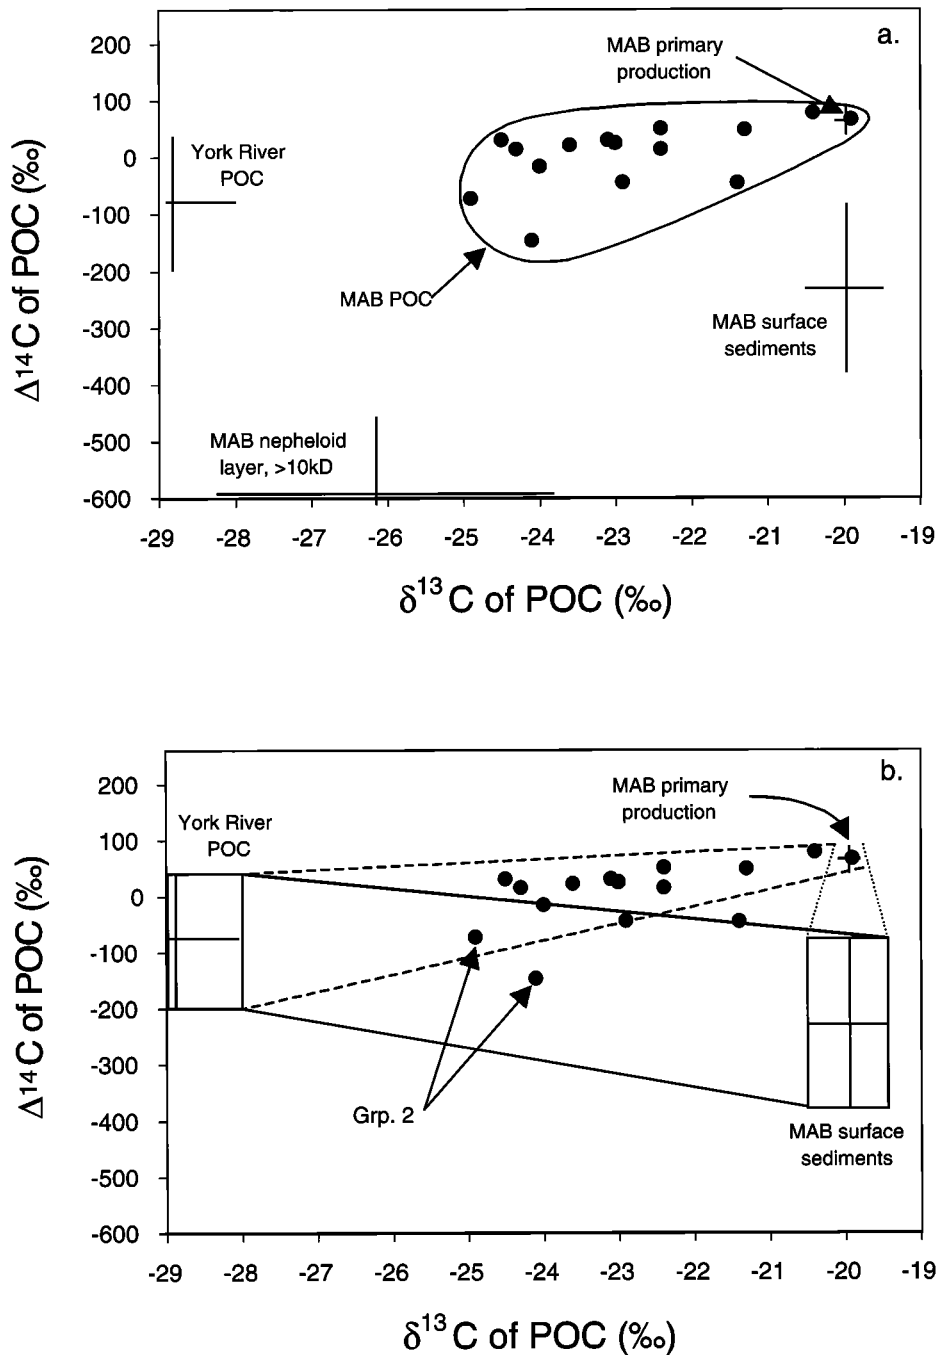 a.
200
100
0
-100
-200
-300
-400
-500
-600
Δ14C of POC (‰)
MAB primary
production
York River
POC
MAB POC
MAB surface
sediments
MAB nepheloid
layer, >10kD
-29 -28 -27 -26 -25 -24 -23 -22 -21 -20 -19
δ13C of POC (‰)
b.
200
100
0
-100
-200
-300
-400
-500
-600
Δ14C of POC (‰)
MAB primary
production
York River
POC
Grp. 2
MAB surface
sediments
-29 -28 -27 -26 -25 -24 -23 -22 -21 -20 -19
δ13C of POC (‰)